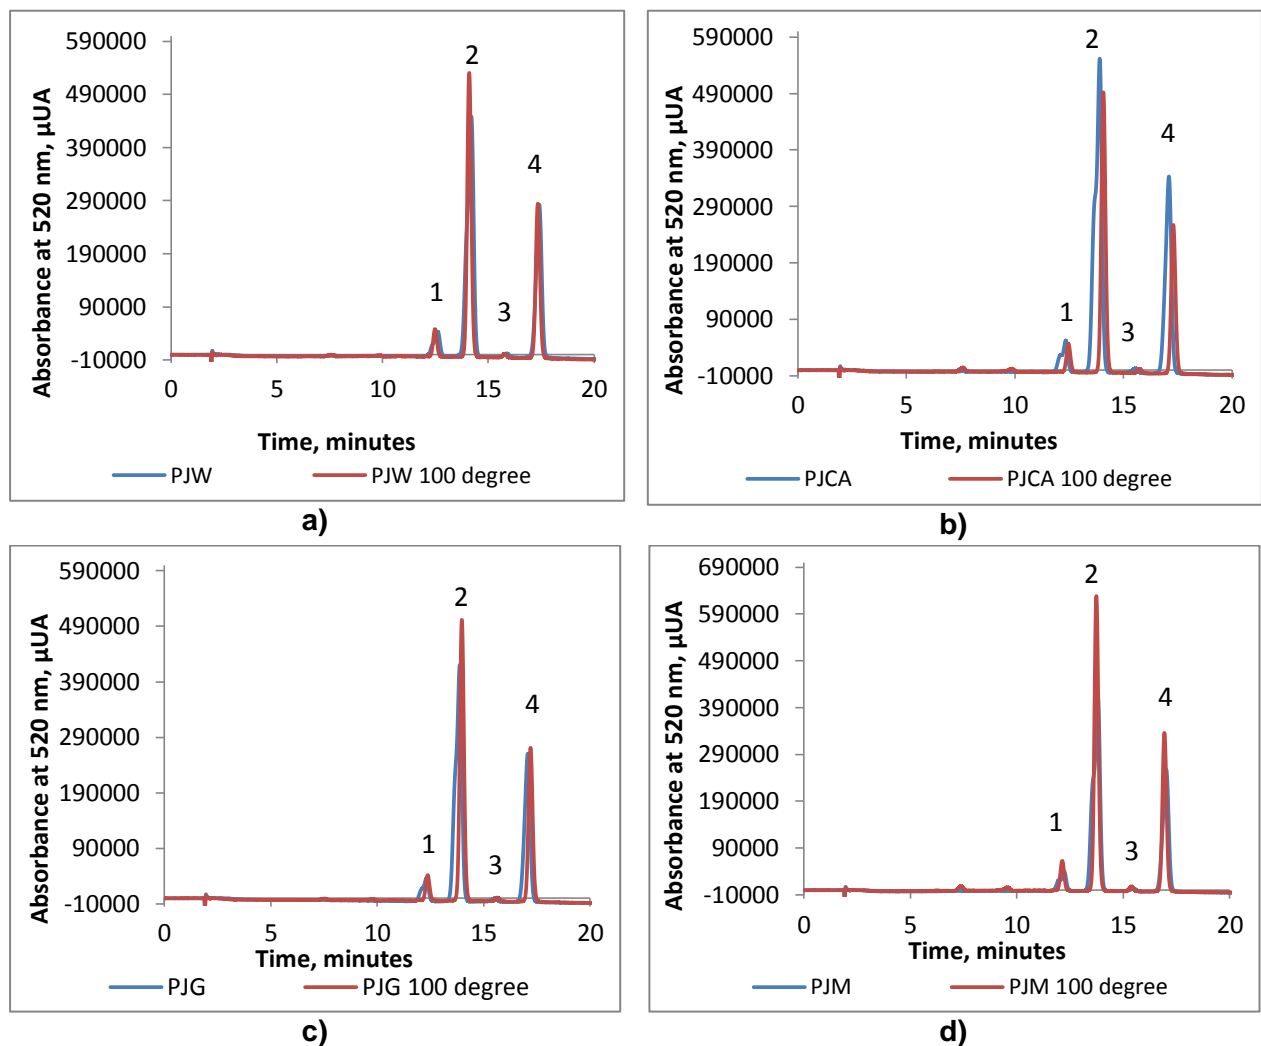 Absorbance at 520 nm, µUA
590000
490000
390000
290000
190000
90000
-10000
1
2
3
4
0 5 10 15 20
Time, minutes
PJW PJW 100 degree
a)
Absorbance at 520 nm, µUA
590000
490000
390000
290000
190000
90000
-10000
1
2
3
4
0 5 10 15 20
Time, minutes
PJCA PJCA 100 degree
b)
Absorbance at 520 nm, µUA
590000
490000
390000
290000
190000
90000
-10000
1
2
3
4
0 5 10 15 20
Time, minutes
PJG PJG 100 degree
c)
Absorbance at 520 nm, µUA
690000
590000
490000
390000
290000
190000
90000
-10000
1
2
3
4
0 5 10 15 20
Time, minutes
PJM PJM 100 degree
d)